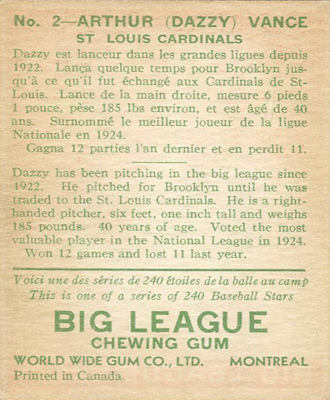 No. 2—ARTHUR (DAZZY) VANCE
ST LOUIS CARDINALS
Dazzy est lanceur dans les grandes ligues depuis
1922. Lança quelque temps pour Brooklyn jus-
qu'à ce qu'il fut échangé aux Cardinals de St-
Louis. Lance de la main droite, mesure 6 pieds
1 pouce, pèse 185 lbs environ, et est âgé de 40
ans. Surnommé le meilleur joueur de la ligue
Nationale en 1924.
Gagna 12 parties l'an dernier et en perdit 11.
Dazzy has been pitching in the big league since
1922. He pitched for Brooklyn until he was
traded to the St. Louis Cardinals. He is a right-
handed pitcher, six feet, one inch tall and weighs
185 pounds. 40 years of age. Voted the most
valuable player in the National League in 1924.
Won 12 games and lost 11 last year.
Voici une des séries de 240 étoiles de la balle au camp
This is one of a series of 240 Baseball Stars
BIG LEAGUE
CHEWING GUM
WORLD WIDE GUM CO., LTD. MONTREAL
Printed in Canada.